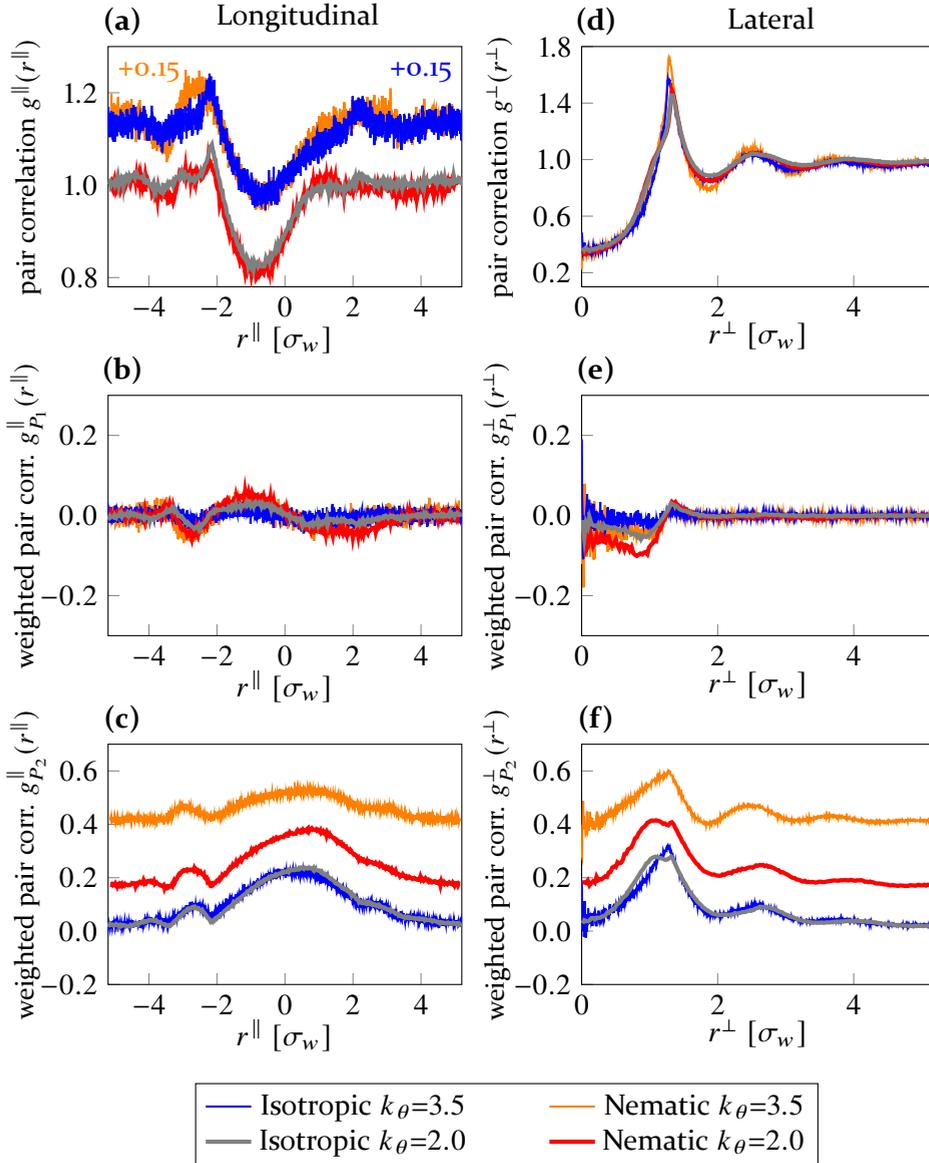 Longitudinal
Lateral
(a)
pair correlation g∥(r∥)
+0.15
+0.15
1.2
1.0
0.8
−4
−2
0
2
4
r∥ [σw]
(d)
pair correlation g⊥(r⊥)
1.8
1.4
1.0
0.6
0.2
0
2
4
r⊥ [σw]
(b)
weighted pair corr. g∥P1(r∥)
0.2
0.0
−0.2
−4
−2
0
2
4
r∥ [σw]
(e)
weighted pair corr. g⊥P1(r⊥)
0.2
0.0
−0.2
0
4
r⊥ [σw]
(c)
weighted pair corr. g∥P2(r∥)
0.6
0.4
0.2
0.0
−0.2
−4
−2
0
2
4
r∥ [σw]
(f)
weighted pair corr. g⊥P2(r⊥)
0.6
0.4
0.2
0.0
−0.2
0
2
4
r⊥ [σw]
Isotropic kθ=3.5
Nematic kθ=3.5
Isotropic kθ=2.0
Nematic kθ=2.0